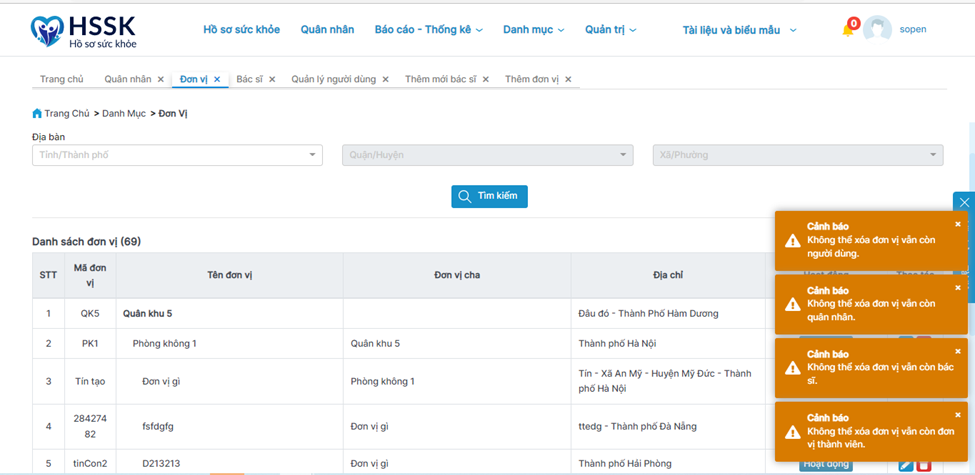 HSSK
Hồ sơ sức khỏe
Hồ sơ sức khỏe Quân nhân Báo cáo - Thống kê Danh mục Quản trị Tài liệu và biểu mẫu 0 sopen
Trang chủ Quân nhân × Đơn vị × Bác sĩ × Quản lý người dùng × Thêm mới bác sĩ × Thêm đơn vị ×
Trang Chủ > Danh Mục > Đơn Vị
Địa bàn
Tỉnh/Thành phố Quận/Huyện Xã/Phường
Tìm kiếm
Danh sách đơn vị (69)
STT Mã đơn vị Tên đơn vị Đơn vị cha Địa chỉ
1 QK5 Quân khu 5 Đâu đó - Thành Phố Hàm Dương
2 PK1 Phòng không 1 Quân khu 5 Thành phố Hà Nội
3 Tín tạo Đơn vị gì Phòng không 1 Tín - Xã An Mỹ - Huyện Mỹ Đức - Thành
phố Hà Nội
4 284274
82 fsfdgfg Đơn vị gì ttedg - Thành phố Đà Nẵng
5 tinCon2 D213213 Đơn vị gì Thành phố Hải Phòng Hoạt động
Cảnh báo ×
Không thể xóa đơn vị vẫn còn
người dùng.
Cảnh báo ×
Không thể xóa đơn vị vẫn còn
quân nhân.
Cảnh báo ×
Không thể xóa đơn vị vẫn còn bác
sĩ.
Cảnh báo ×
Không thể xóa đơn vị vẫn còn đơn
vị thành viên.